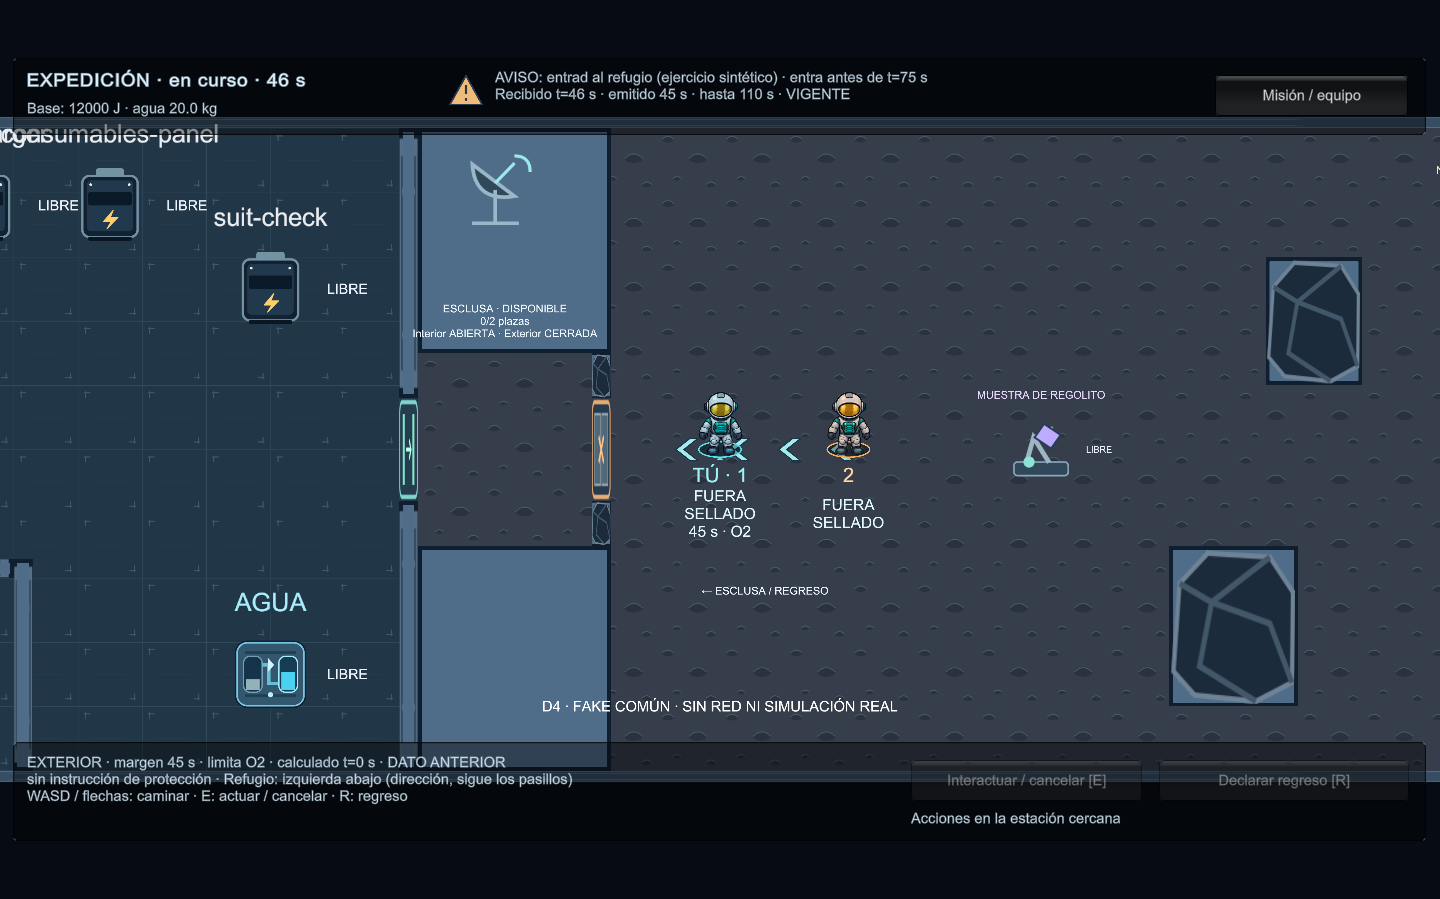 EXPEDICIÓN · en curso · 46 s
Base: 12000 J · agua 20.0 kg
AVISO: entrad al refugio (ejercicio sintético) · entra antes de t=75 s
Recibido t=46 s · emitido 45 s · hasta 110 s · VIGENTE
Misión / equipo
consumables-panel
LIBRE
LIBRE
suit-check
LIBRE
ESCLUSA · DISPONIBLE
0/2 plazas
Interior ABIERTA · Exterior CERRADA
MUESTRA DE REGOLITO
LIBRE
TÚ · 1
FUERA
SELLADO
45 s · O2
2
FUERA
SELLADO
← ESCLUSA / REGRESO
AGUA
LIBRE
D4 · FAKE COMÚN · SIN RED NI SIMULACIÓN REAL
EXTERIOR · margen 45 s · limita O2 · calculado t=0 s · DATO ANTERIOR
sin instrucción de protección · Refugio: izquierda abajo (dirección, sigue los pasillos)
WASD / flechas: caminar · E: actuar / cancelar · R: regreso
Interactuar / cancelar [E]
Declarar regreso [R]
Acciones en la estación cercana